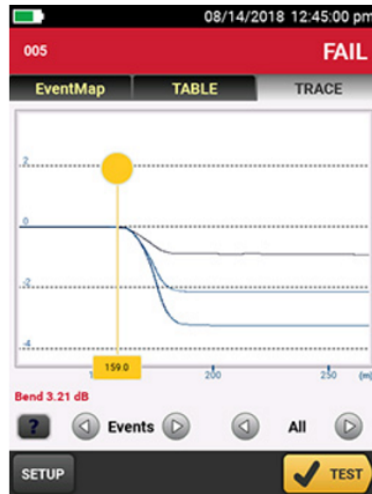 08/14/2018 12:45:00 pm
005 FAIL
EventMap TABLE TRACE
2
0
-2
-4
159.0
200 250 (m)
Bend 3.21 dB
? Events All
SETUP TEST